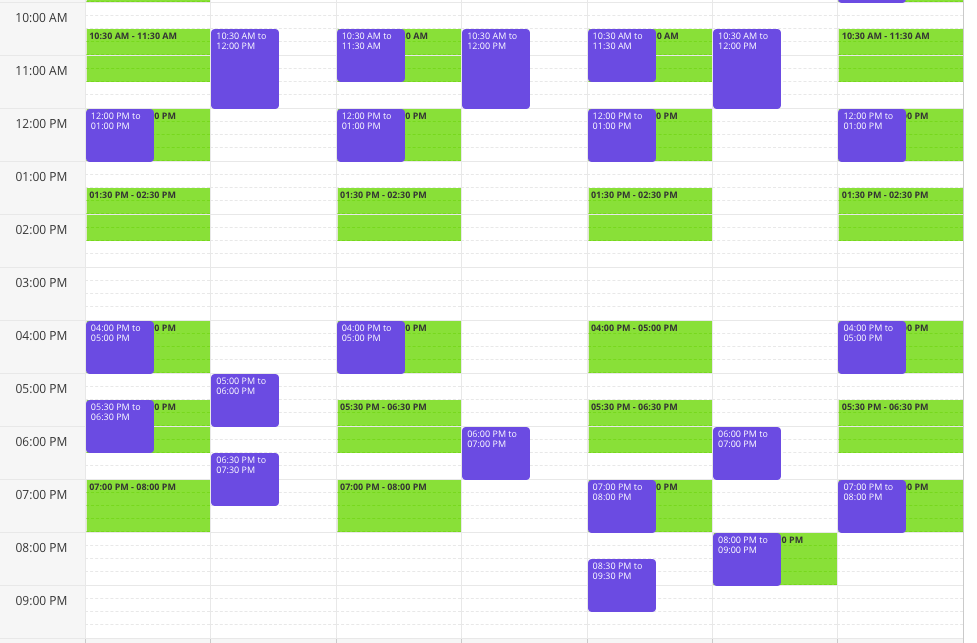 10:00 AM
10:30 AM - 11:30 AM
10:30 AM to
12:00 PM
10:30 AM to
11:30 AM
0 AM
10:30 AM to
12:00 PM
10:30 AM to
11:30 AM
0 AM
10:30 AM to
12:00 PM
10:30 AM - 11:30 AM
11:00 AM
12:00 PM
12:00 PM to
01:00 PM
0 PM
12:00 PM to
01:00 PM
0 PM
12:00 PM to
01:00 PM
0 PM
12:00 PM to
01:00 PM
0 PM
01:00 PM
01:30 PM - 02:30 PM
01:30 PM - 02:30 PM
01:30 PM - 02:30 PM
01:30 PM - 02:30 PM
02:00 PM
03:00 PM
04:00 PM
04:00 PM to
05:00 PM
0 PM
04:00 PM to
05:00 PM
0 PM
04:00 PM - 05:00 PM
04:00 PM to
05:00 PM
0 PM
05:00 PM
05:00 PM to
06:00 PM
05:30 PM to
06:30 PM
0 PM
05:30 PM - 06:30 PM
05:30 PM - 06:30 PM
05:30 PM - 06:30 PM
06:00 PM
06:00 PM to
07:00 PM
06:00 PM to
07:00 PM
06:30 PM to
07:30 PM
07:00 PM
07:00 PM - 08:00 PM
07:00 PM - 08:00 PM
07:00 PM to
08:00 PM
0 PM
07:00 PM to
08:00 PM
0 PM
08:00 PM
08:00 PM to
09:00 PM
0 PM
08:30 PM to
09:30 PM
09:00 PM